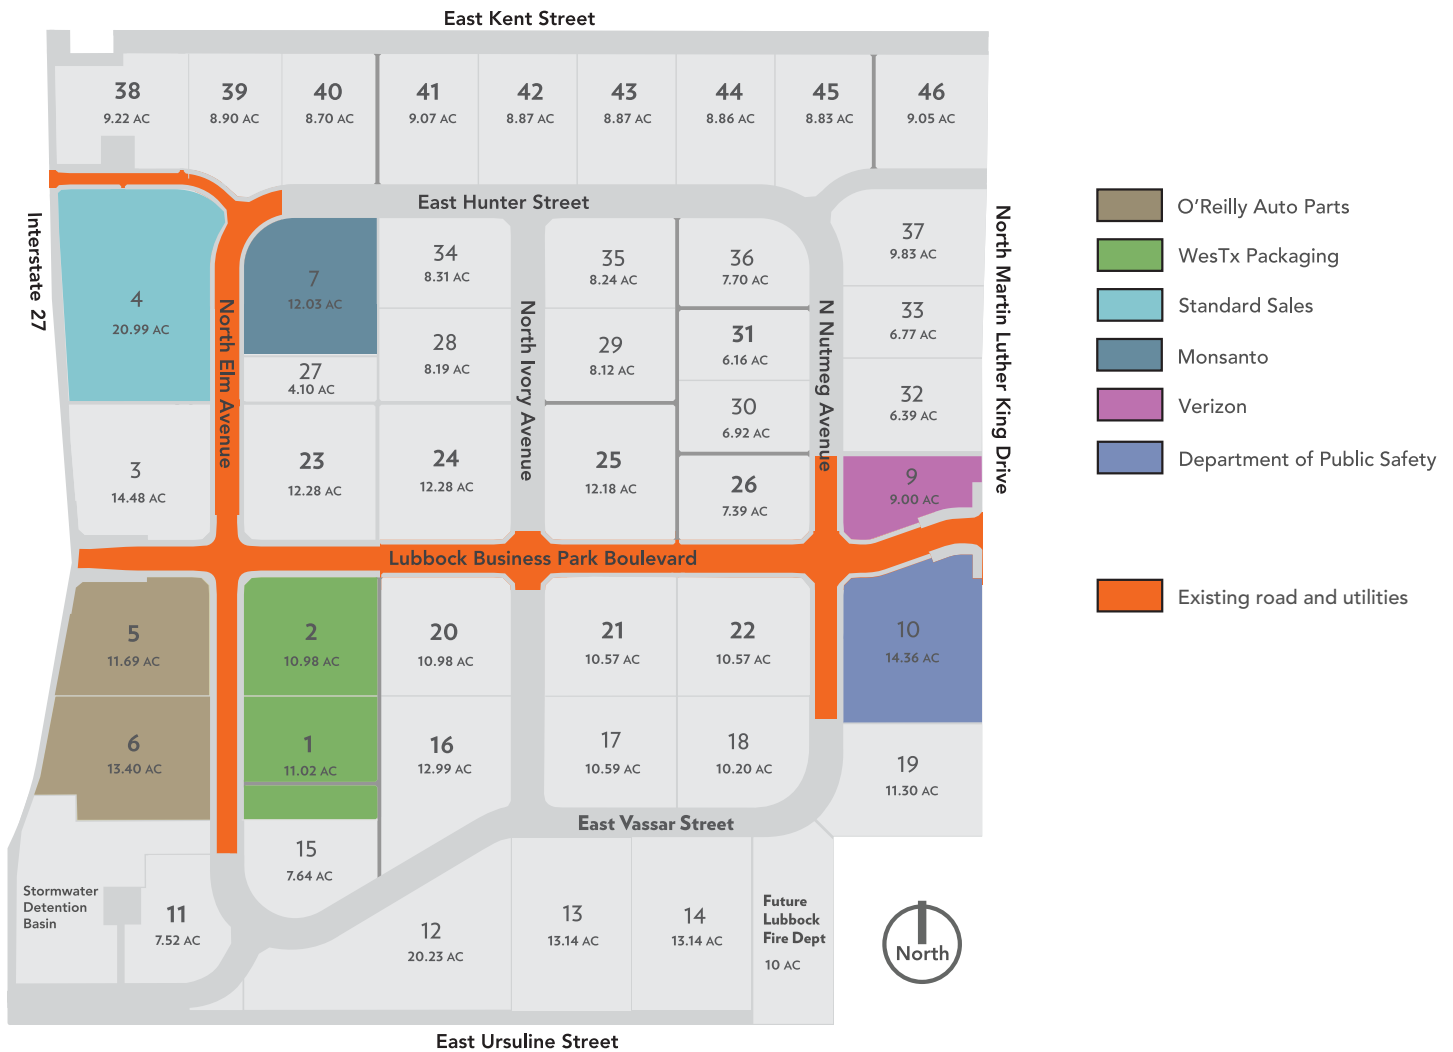 East Kent Street
38
9.22 AC
39
8.90 AC
40
8.70 AC
41
9.07 AC
42
8.87 AC
43
8.87 AC
44
8.86 AC
45
8.83 AC
46
9.05 AC
East Hunter Street
Interstate 27
4
20.99 AC
North Elm Avenue
7
12.03 AC
27
4.10 AC
34
8.31 AC
28
8.19 AC
North Ivory Avenue
35
8.24 AC
29
8.12 AC
36
7.70 AC
31
6.16 AC
30
6.92 AC
N Nutmeg Avenue
37
9.83 AC
33
6.77 AC
32
6.39 AC
North Martin Luther King Drive
3
14.48 AC
23
12.28 AC
24
12.28 AC
25
12.18 AC
26
7.39 AC
9
9.00 AC
Lubbock Business Park Boulevard
5
11.69 AC
2
10.98 AC
20
10.98 AC
21
10.57 AC
22
10.57 AC
10
14.36 AC
6
13.40 AC
1
11.02 AC
16
12.99 AC
17
10.59 AC
18
10.20 AC
19
11.30 AC
East Vassar Street
15
7.64 AC
Stormwater
Detention
Basin
11
7.52 AC
12
20.23 AC
13
13.14 AC
14
13.14 AC
Future
Lubbock
Fire Dept
10 AC
North
East Ursuline Street
O'Reilly Auto Parts
WesTx Packaging
Standard Sales
Monsanto
Verizon
Department of Public Safety
Existing road and utilities